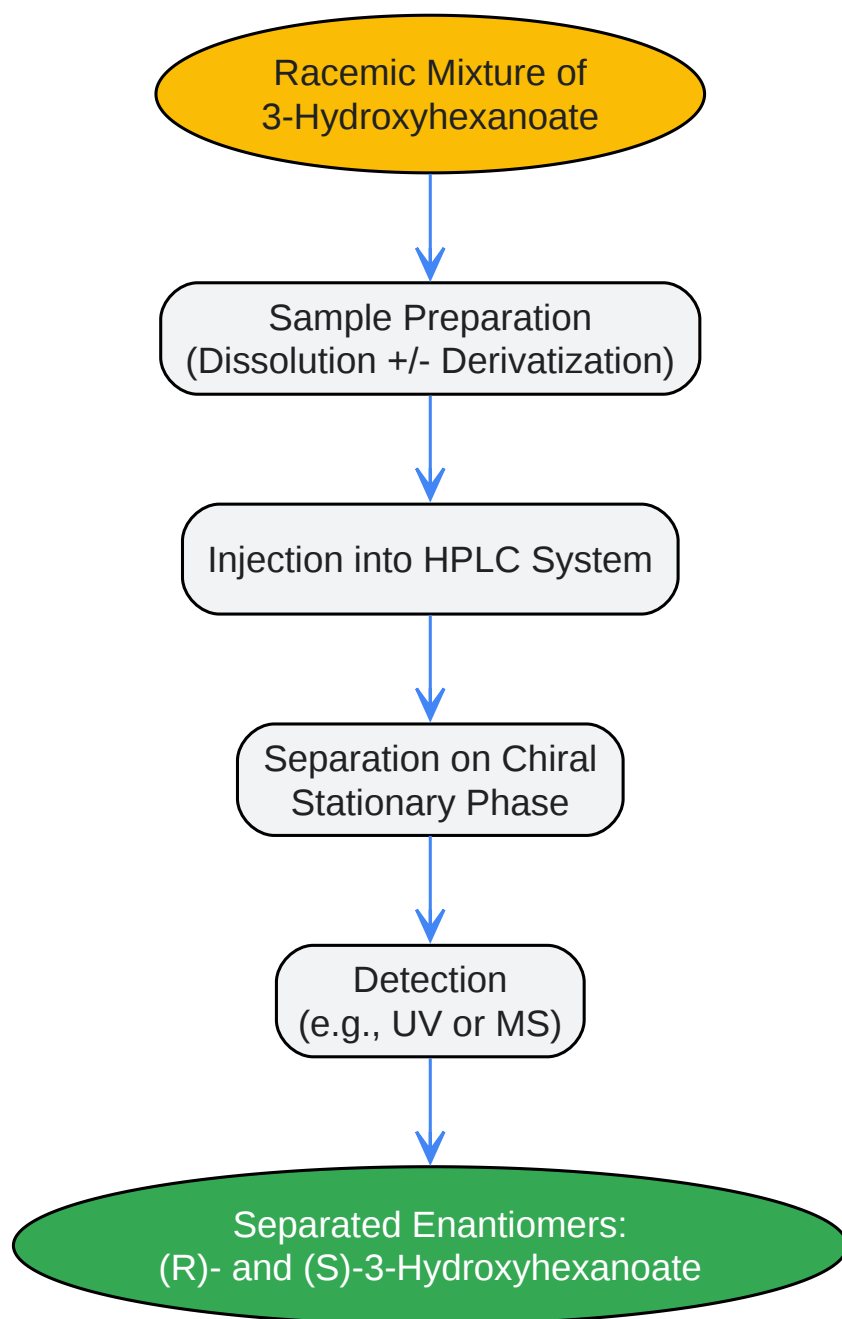 Racemic Mixture of
3-Hydroxyhexanoate
Sample Preparation
(Dissolution +/- Derivatization)
Injection into HPLC System
Separation on Chiral
Stationary Phase
Detection
(e.g., UV or MS)
Separated Enantiomers:
(R)- and (S)-3-Hydroxyhexanoate